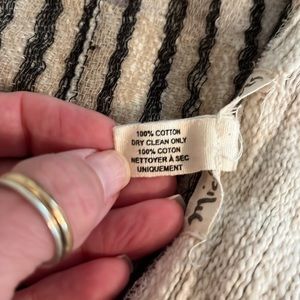 100% COTTON
DRY CLEAN ONLY
100% COTON
NETTOYER À SEC
UNIQUEMENT